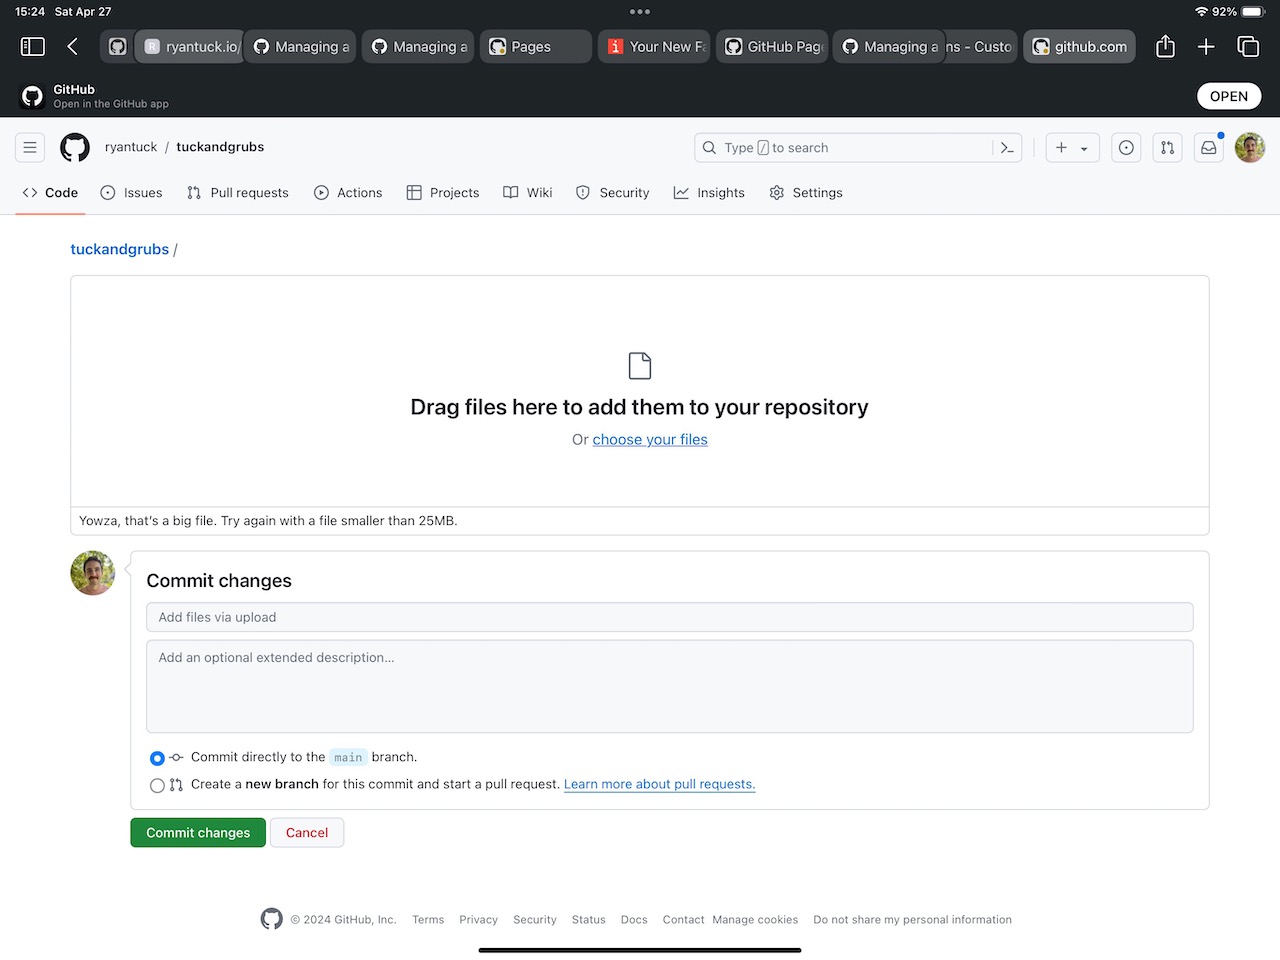 15:24 Sat Apr 27
92%
ryantuck.io/
Managing a
Managing a
Pages
Your New Fa
GitHub Page
Managing a
ns - Custo
github.com
GitHub
Open in the GitHub app
OPEN
ryantuck / tuckandgrubs
Type / to search
Code
Issues
Pull requests
Actions
Projects
Wiki
Security
Insights
Settings
tuckandgrubs /
Drag files here to add them to your repository
Or choose your files
Yowza, that's a big file. Try again with a file smaller than 25MB.
Commit changes
Add files via upload
Add an optional extended description...
Commit directly to the main branch.
Create a new branch for this commit and start a pull request. Learn more about pull requests.
Commit changes
Cancel
© 2024 GitHub, Inc. Terms Privacy Security Status Docs Contact Manage cookies Do not share my personal information